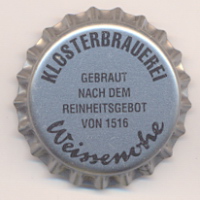 KLOSTERBRAUEREI
GEBRAUT
NACH DEM
REINHEITSGEBOT
VON 1516
Weissenohe